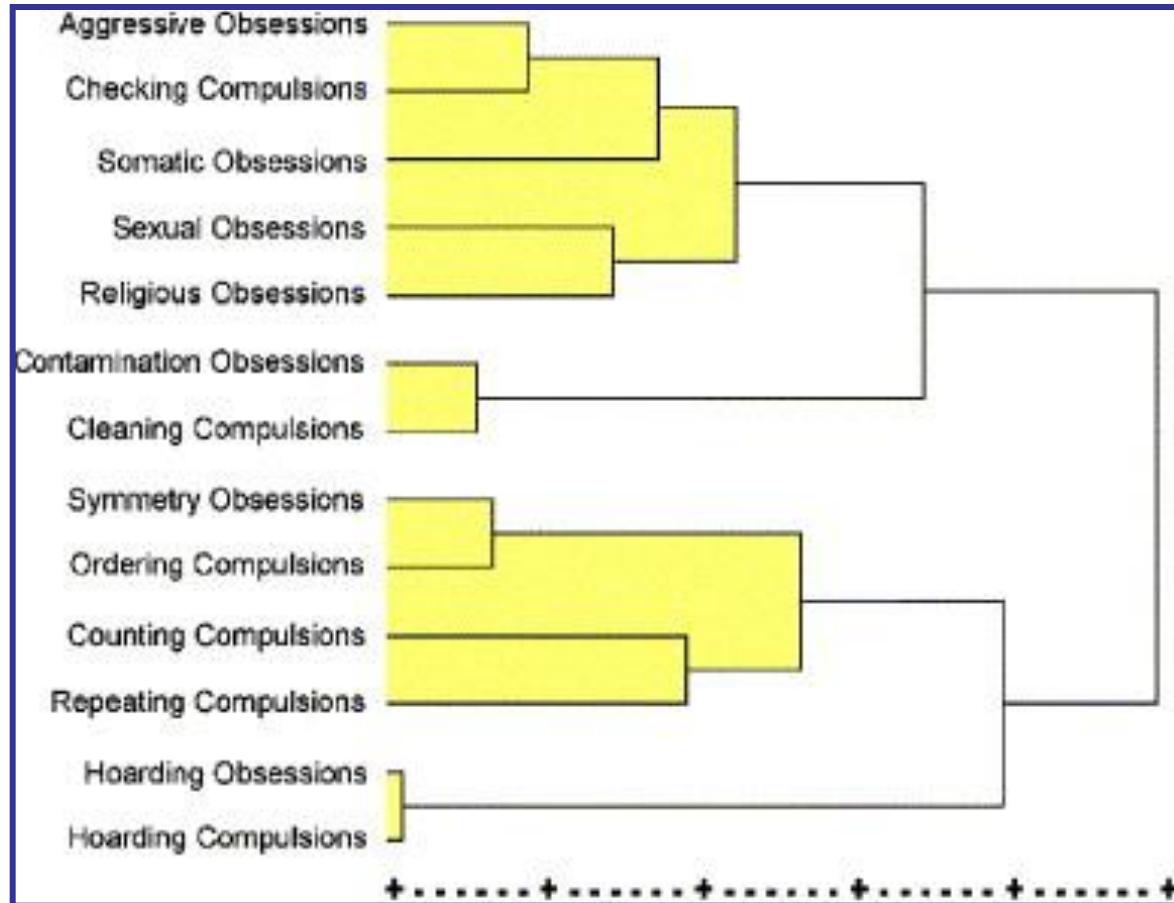 Aggressive Obsessions
Checking Compulsions
Somatic Obsessions
Sexual Obsessions
Religious Obsessions
Contamination Obsessions
Cleaning Compulsions
Symmetry Obsessions
Ordering Compulsions
Counting Compulsions
Repeating Compulsions
Hoarding Obsessions
Hoarding Compulsions